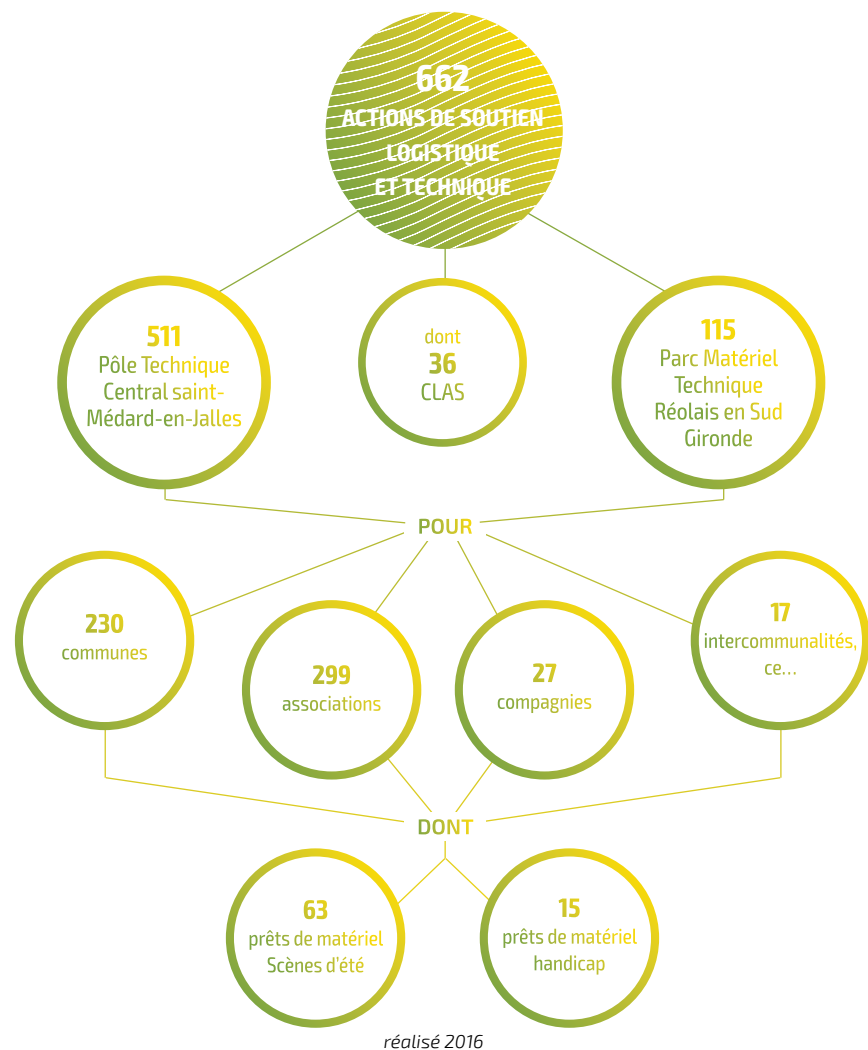 662
ACTIONS DE SOUTIEN
LOGISTIQUE
ET TECHNIQUE
511
Pôle Technique
Central saint-
Médard-en-Jalles
dont
36
CLAS
115
Parc Matériel
Technique
Réolais en Sud
Gironde
POUR
230
communes
299
associations
27
compagnies
17
intercommunalités,
ce...
DONT
63
prêts de matériel
Scènes d'été
15
prêts de matériel
handicap
réalisé 2016